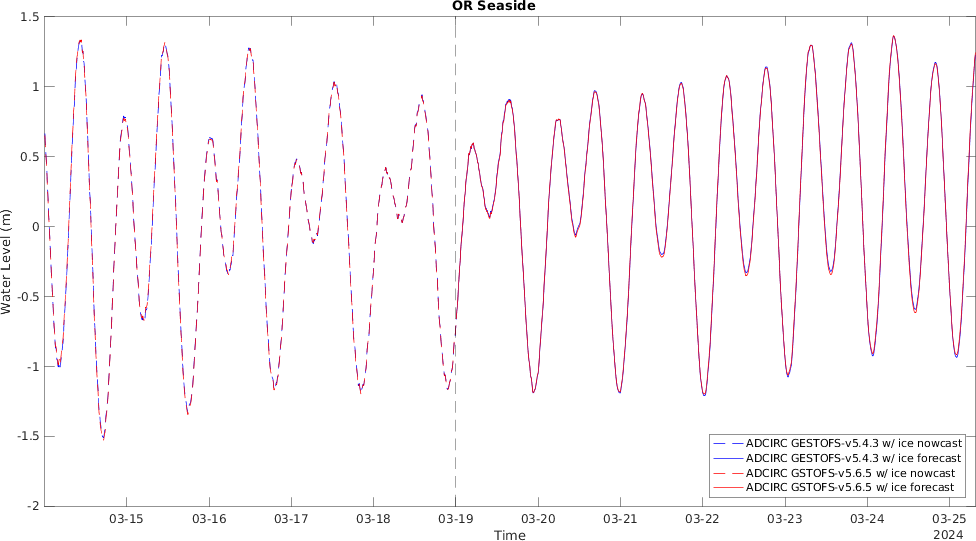 OR Seaside
1.5
1
0.5
0
-0.5
-1
-1.5
-2
Water Level (m)
ADCIRC GESTOFS-v5.4.3 w/ ice nowcast
ADCIRC GESTOFS-v5.4.3 w/ ice forecast
ADCIRC GSTOFS-v5.6.5 w/ ice nowcast
ADCIRC GSTOFS-v5.6.5 w/ ice forecast
03-15 03-16 03-17 03-18 03-19 03-20 03-21 03-22 03-23 03-24 03-25
Time
2024